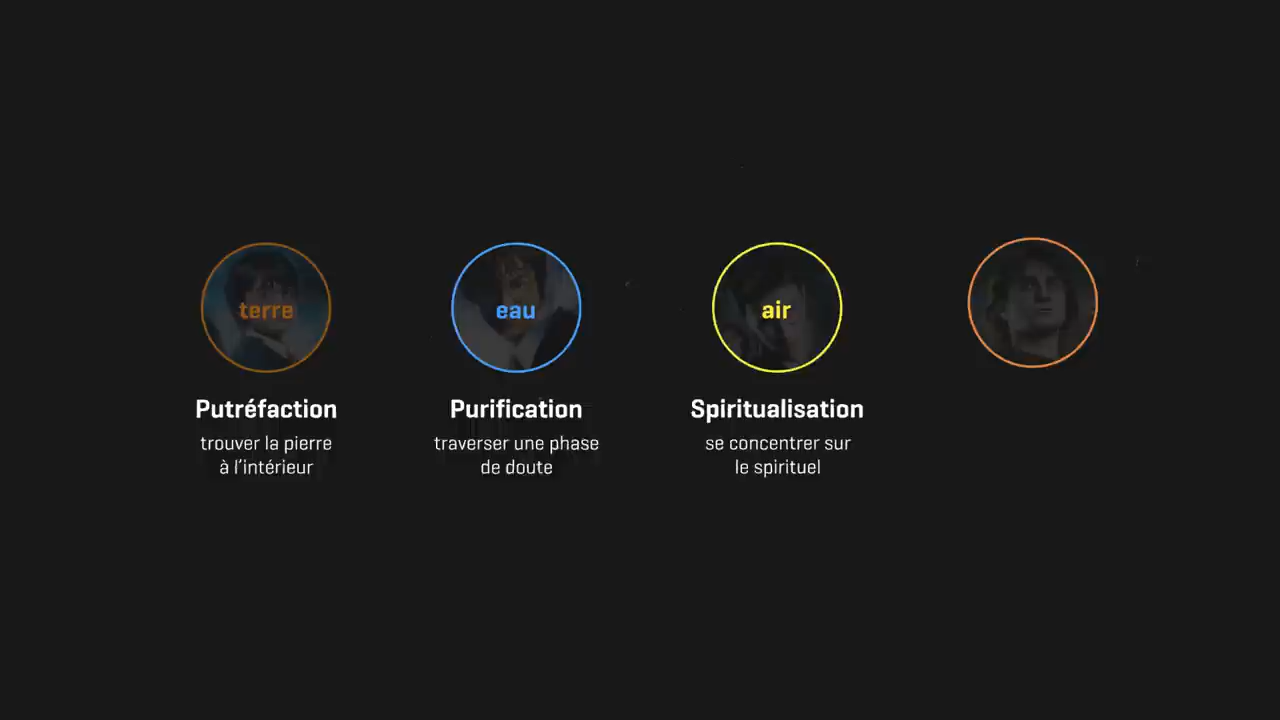 terre
eau
air
Putréfaction
trouver la pierre
à l'intérieur
Purification
traverser une phase
de doute
Spiritualisation
se concentrer sur
le spirituel